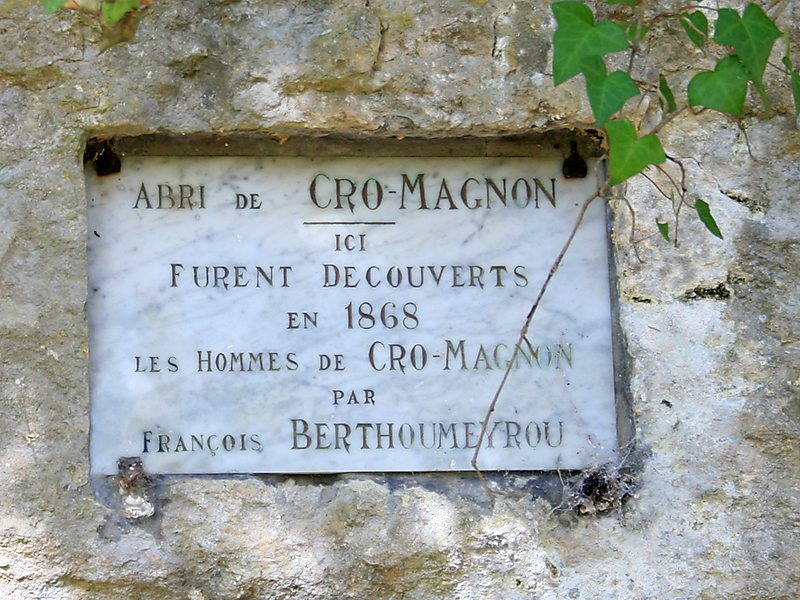 ABRI DE CRO-MAGNON
ICI
FURENT DECOUVERTS
EN 1868
LES HOMMES DE CRO-MAGNON
PAR
FRANÇOIS BERTHOUMEYROU